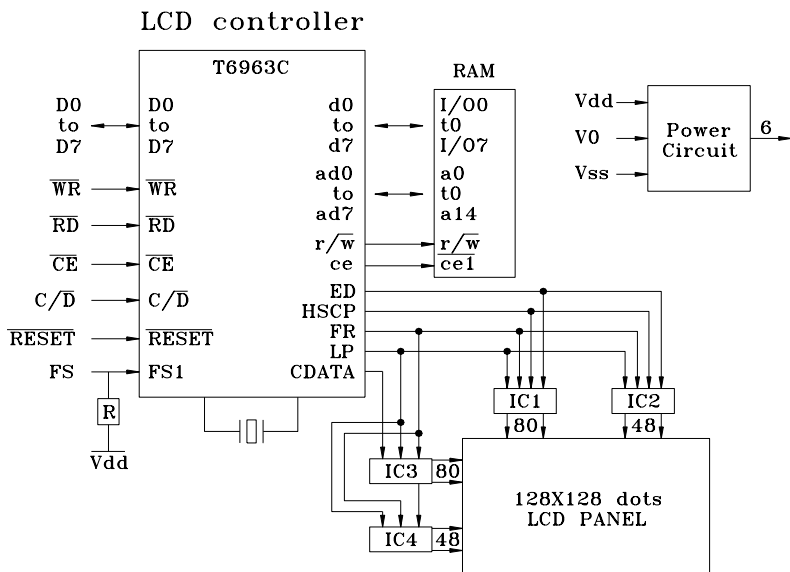 LCD controller
T6963C
D0
to
D7
D0
to
D7
WR
WR
RD
RD
CE
CE
C/D
C/D
RESET
RESET
FS
FS1
R
Vdd
d0
to
d7
ad0
to
ad7
r/w
ce
ED
HSCP
FR
LP
CDATA
RAM
I/O0
t0
I/O7
a0
t0
a14
r/w
ce1
Vdd
V0
Vss
Power
Circuit
6
IC1
IC2
80
48
IC3
80
IC4
48
128X128 dots
LCD PANEL